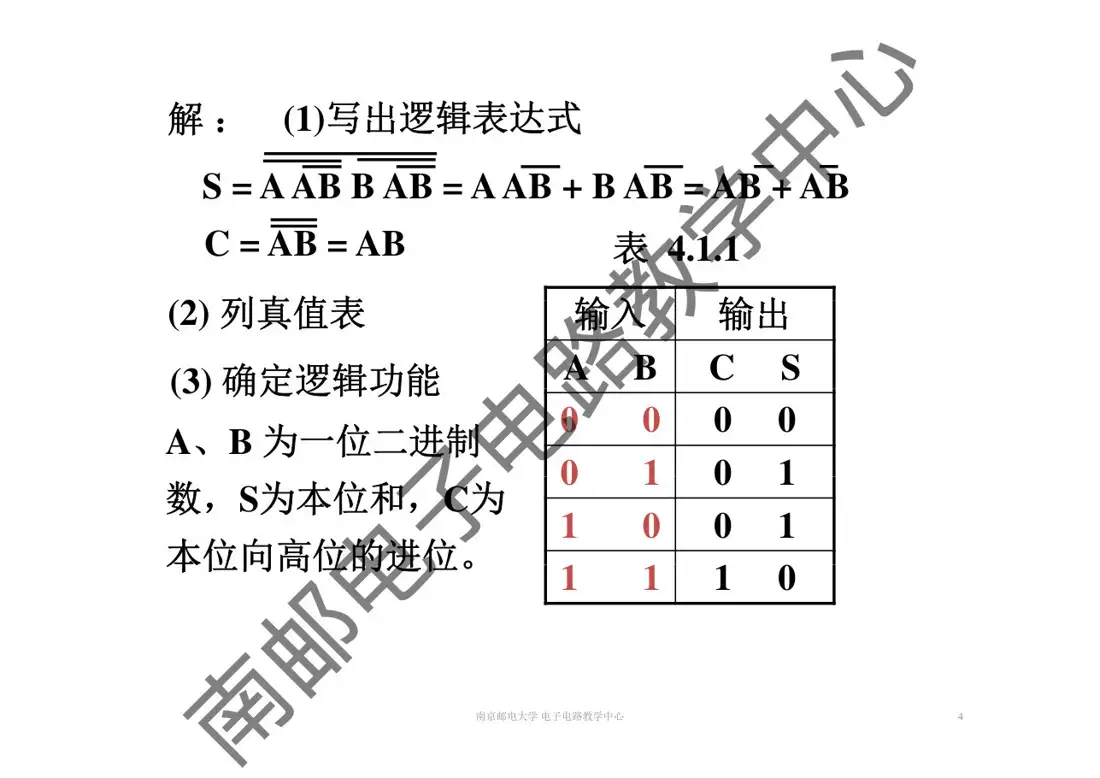 解： (1)写出逻辑表达式
S = A AB B AB = A AB + B AB = AB + AB
C = AB = AB
表 4.1.1
(2) 列真值表
(3) 确定逻辑功能
A、B 为一位二进制
数，S为本位和，C为
本位向高位的进位。
输入 输出
A B C S
0 0 0 0
0 1 0 1
1 0 0 1
1 1 1 0
南邮电子电路教学中心
南京邮电大学 电子电路教学中心 4